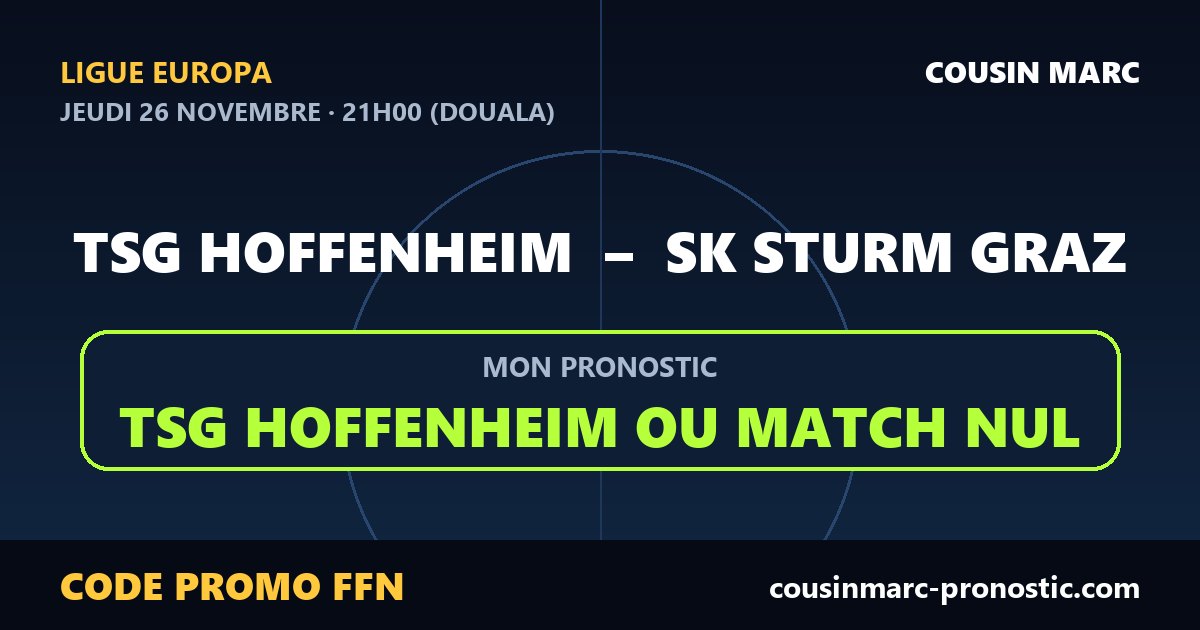 LIGUE EUROPA
COUSIN MARC
JEUDI 26 NOVEMBRE · 21H00 (DOUALA)
TSG HOFFENHEIM – SK STURM GRAZ
MON PRONOSTIC
TSG HOFFENHEIM OU MATCH NUL
CODE PROMO FFN
cousinmarc-pronostic.com